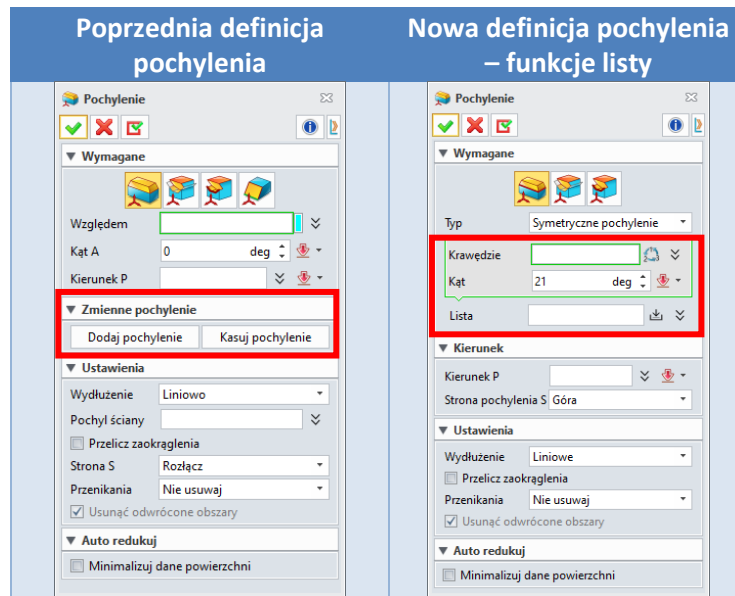 Poprzednia definicja
pochylenia
Pochylenie
Wymagane
Względem
Kąt A 0 deg
Kierunek P
Zmienne pochylenie
Dodaj pochylenie Kasuj pochylenie
Ustawienia
Wydłużenie Liniowo
Pochyl ściany
Przelicz zaokrąglenia
Strona S Rozłącz
Przenikania Nie usuwaj
Usunąć odwrócone obszary
Auto redukuj
Minimalizuj dane powierzchni
Nowa definicja pochylenia
– funkcje listy
Pochylenie
Wymagane
Typ Symetryczne pochylenie
Krawędzie
Kąt 21 deg
Lista
Kierunek
Kierunek P
Strona pochylenia S Góra
Ustawienia
Wydłużenie Liniowe
Przelicz zaokrąglenia
Przenikania Nie usuwaj
Usunąć odwrócone obszary
Auto redukuj
Minimalizuj dane powierzchni